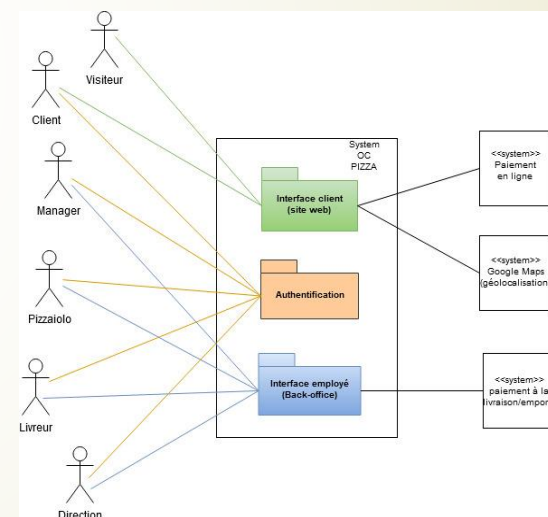 Visiteur
Client
Manager
Pizzaiolo
Livreur
Direction
System
OC
PIZZA
Interface client
(site web)
Authentification
Interface employé
(Back-office)
<<system>>
Paiement
en ligne
<<system>>
Google Maps
(géolocalisation)
<<system>>
paiement à la
livraison/empor